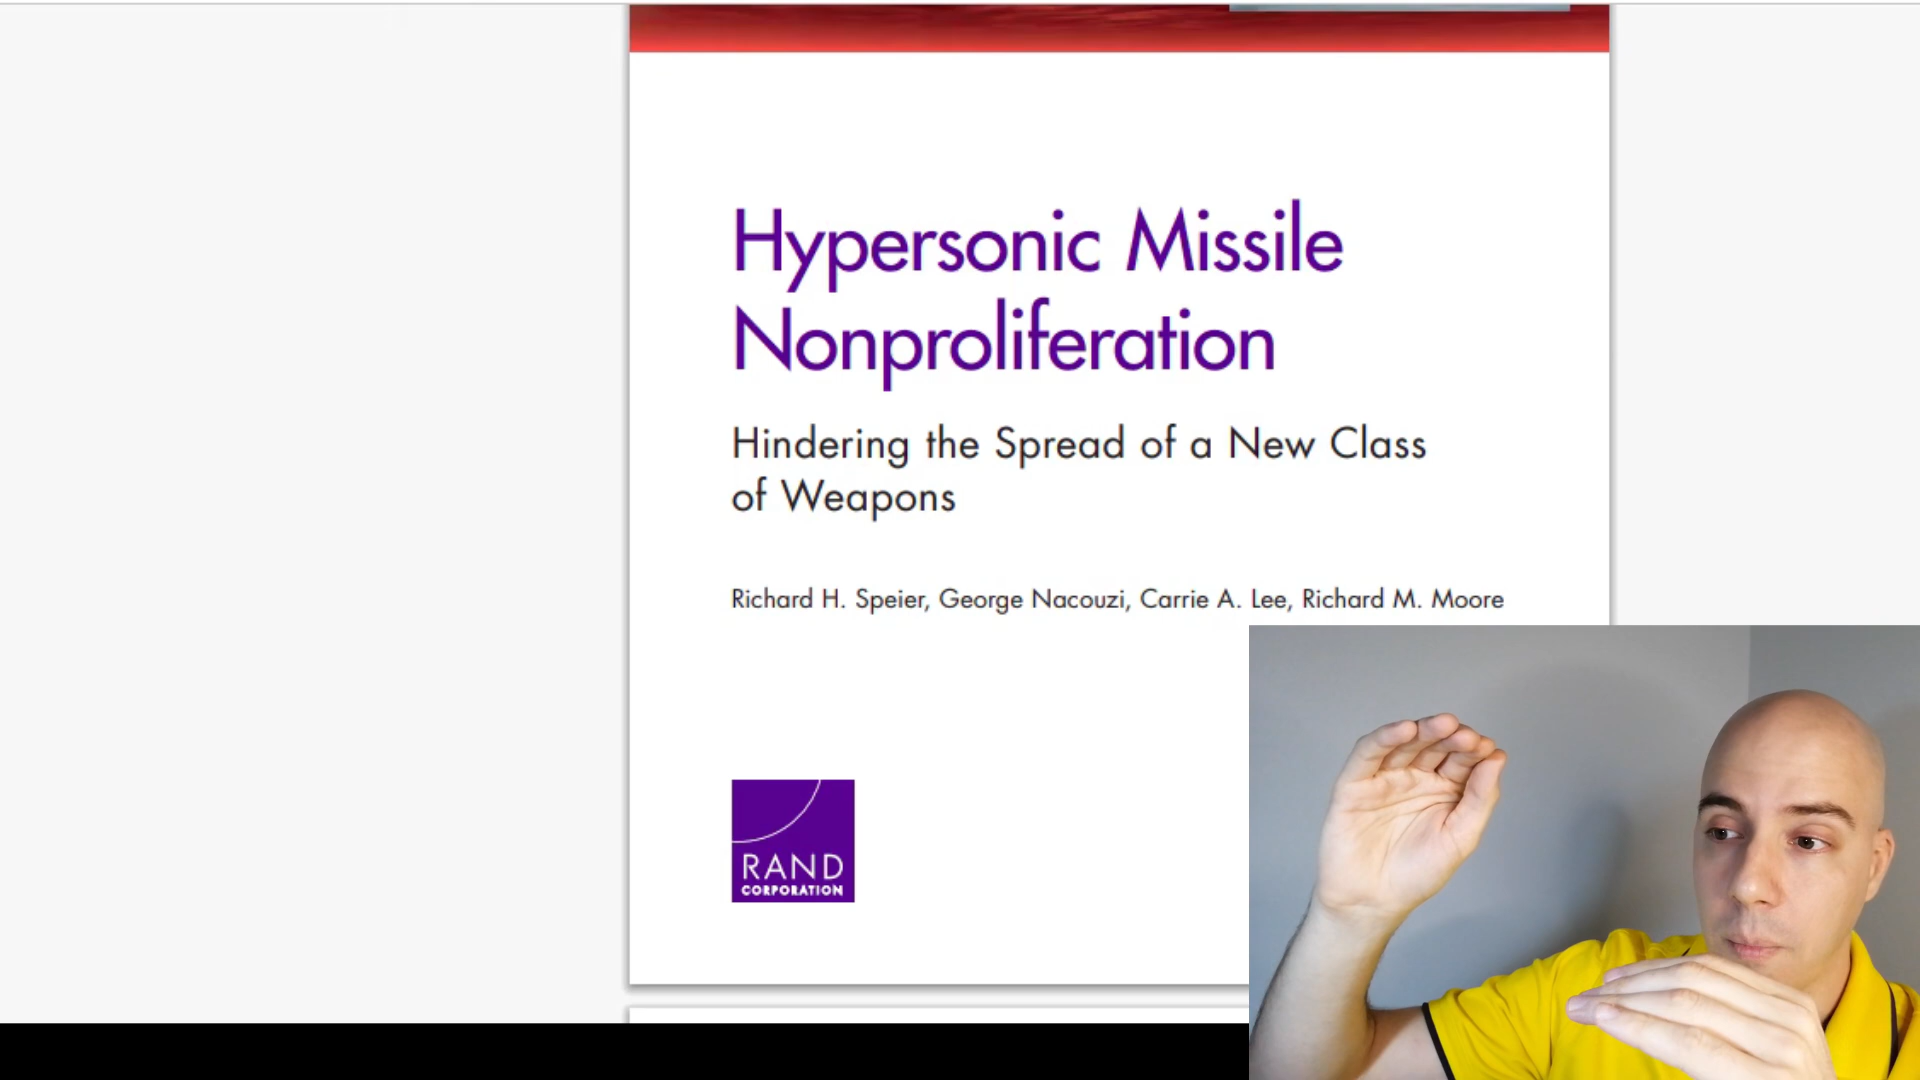 Hypersonic Missile
Nonproliferation
Hindering the Spread of a New Class
of Weapons
Richard H. Speier, George Nacouzi, Carrie A. Lee, Richard M. Moore
RAND
CORPORATION